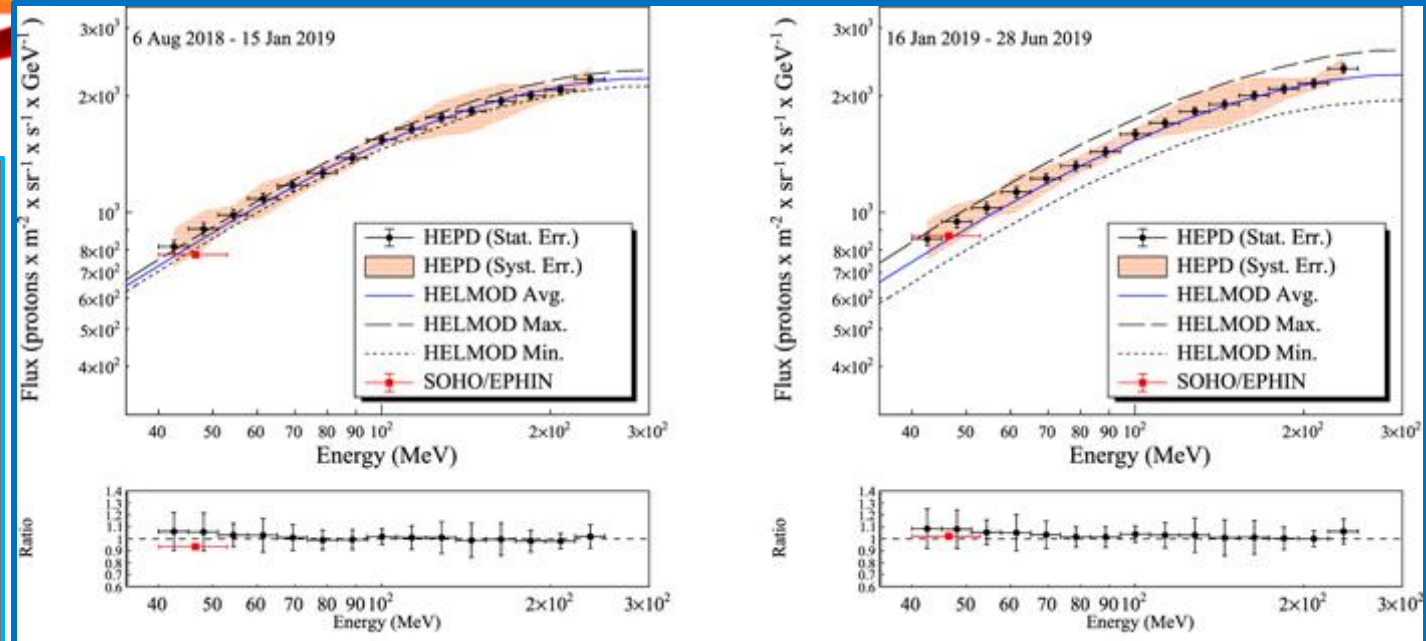 6 Aug 2018 - 15 Jan 2019
Flux (protons x m⁻² x sr⁻¹ x s⁻¹ x GeV⁻¹)
3×10³
2×10³
10³
8×10²
7×10²
6×10²
5×10²
4×10²
HEPD (Stat. Err.)
HEPD (Syst. Err.)
HELMOD Avg.
HELMOD Max.
HELMOD Min.
SOHO/EPHIN
40 50 60 70 80 90 10² 2×10² 3×10²
Energy (MeV)
Ratio
1.4
1.3
1.2
1.1
1
0.9
0.8
0.7
0.6
40 50 60 70 80 90 10² 2×10² 3×10²
Energy (MeV)
16 Jan 2019 - 28 Jun 2019
Flux (protons x m⁻² x sr⁻¹ x s⁻¹ x GeV⁻¹)
3×10³
2×10³
10³
8×10²
7×10²
6×10²
5×10²
4×10²
HEPD (Stat. Err.)
HEPD (Syst. Err.)
HELMOD Avg.
HELMOD Max.
HELMOD Min.
SOHO/EPHIN
40 50 60 70 80 90 10² 2×10² 3×10²
Energy (MeV)
Ratio
1.4
1.3
1.2
1.1
1
0.9
0.8
0.7
0.6
40 50 60 70 80 90 10² 2×10² 3×10²
Energy (MeV)